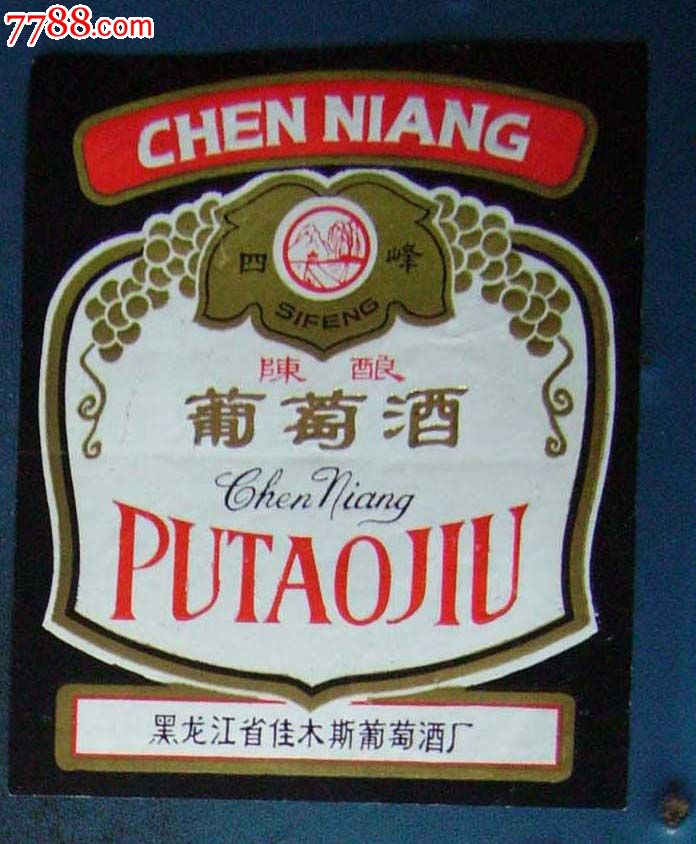 7788.com
CHEN NIANG
四 峰
SIFENG
陳 酿
葡萄酒
Chen Niang
PUTAOJIU
黑龙江省佳木斯葡萄酒厂